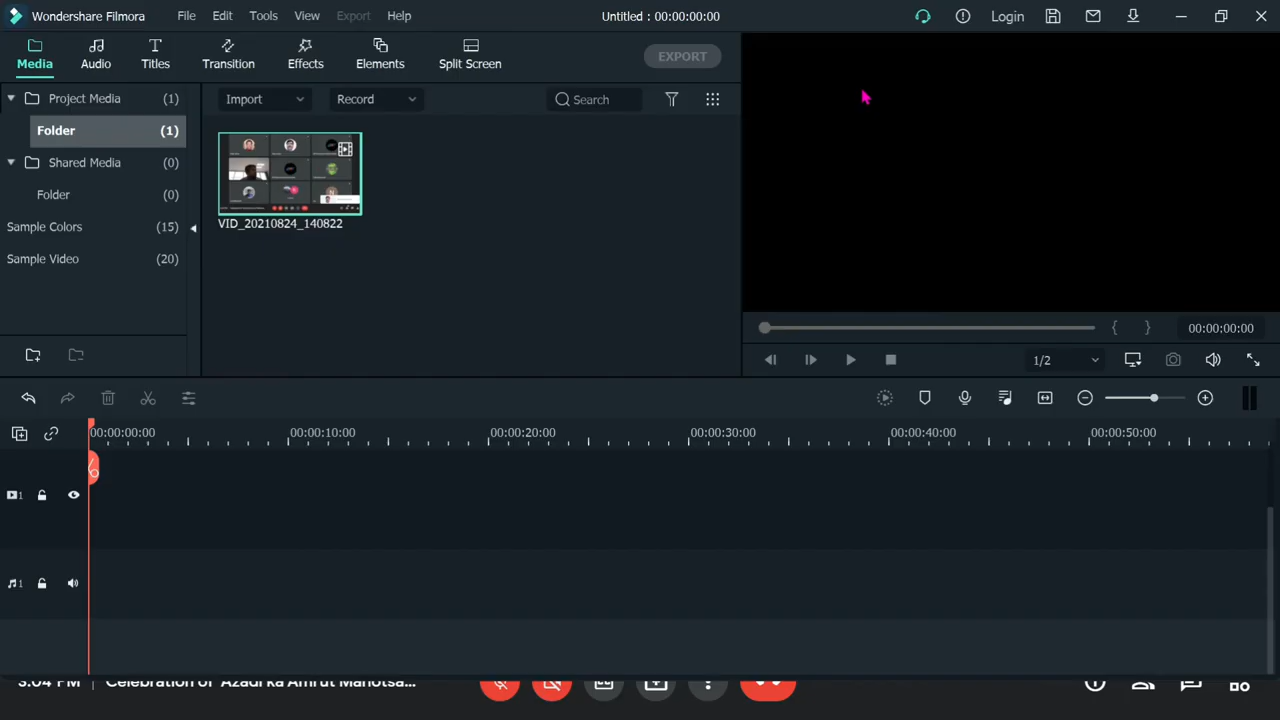 Wondershare Filmora File Edit Tools View Export Help Untitled : 00:00:00:00 Login
Media Audio Titles Transition Effects Elements Split Screen EXPORT
Project Media (1)
Folder (1)
Shared Media (0)
Folder (0)
Sample Colors (15)
Sample Video (20)
Import Record Search
VID_20210824_140822
{ } 00:00:00:00
1/2
00:00:00:00 00:00:10:00 00:00:20:00 00:00:30:00 00:00:40:00 00:00:50:00
1
1
3:04 PM | Celebration of "Azadi ka Amrut Mahotsa...